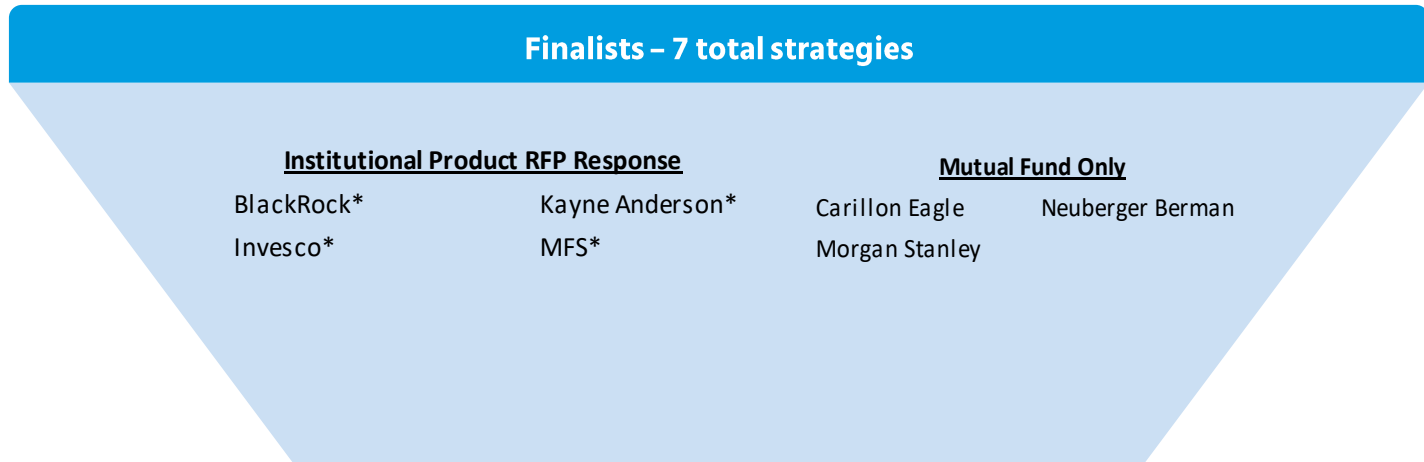 Finalists – 7 total strategies
Institutional Product RFP Response
BlackRock* Kayne Anderson*
Invesco* MFS*
Mutual Fund Only
Carillon Eagle Neuberger Berman
Morgan Stanley